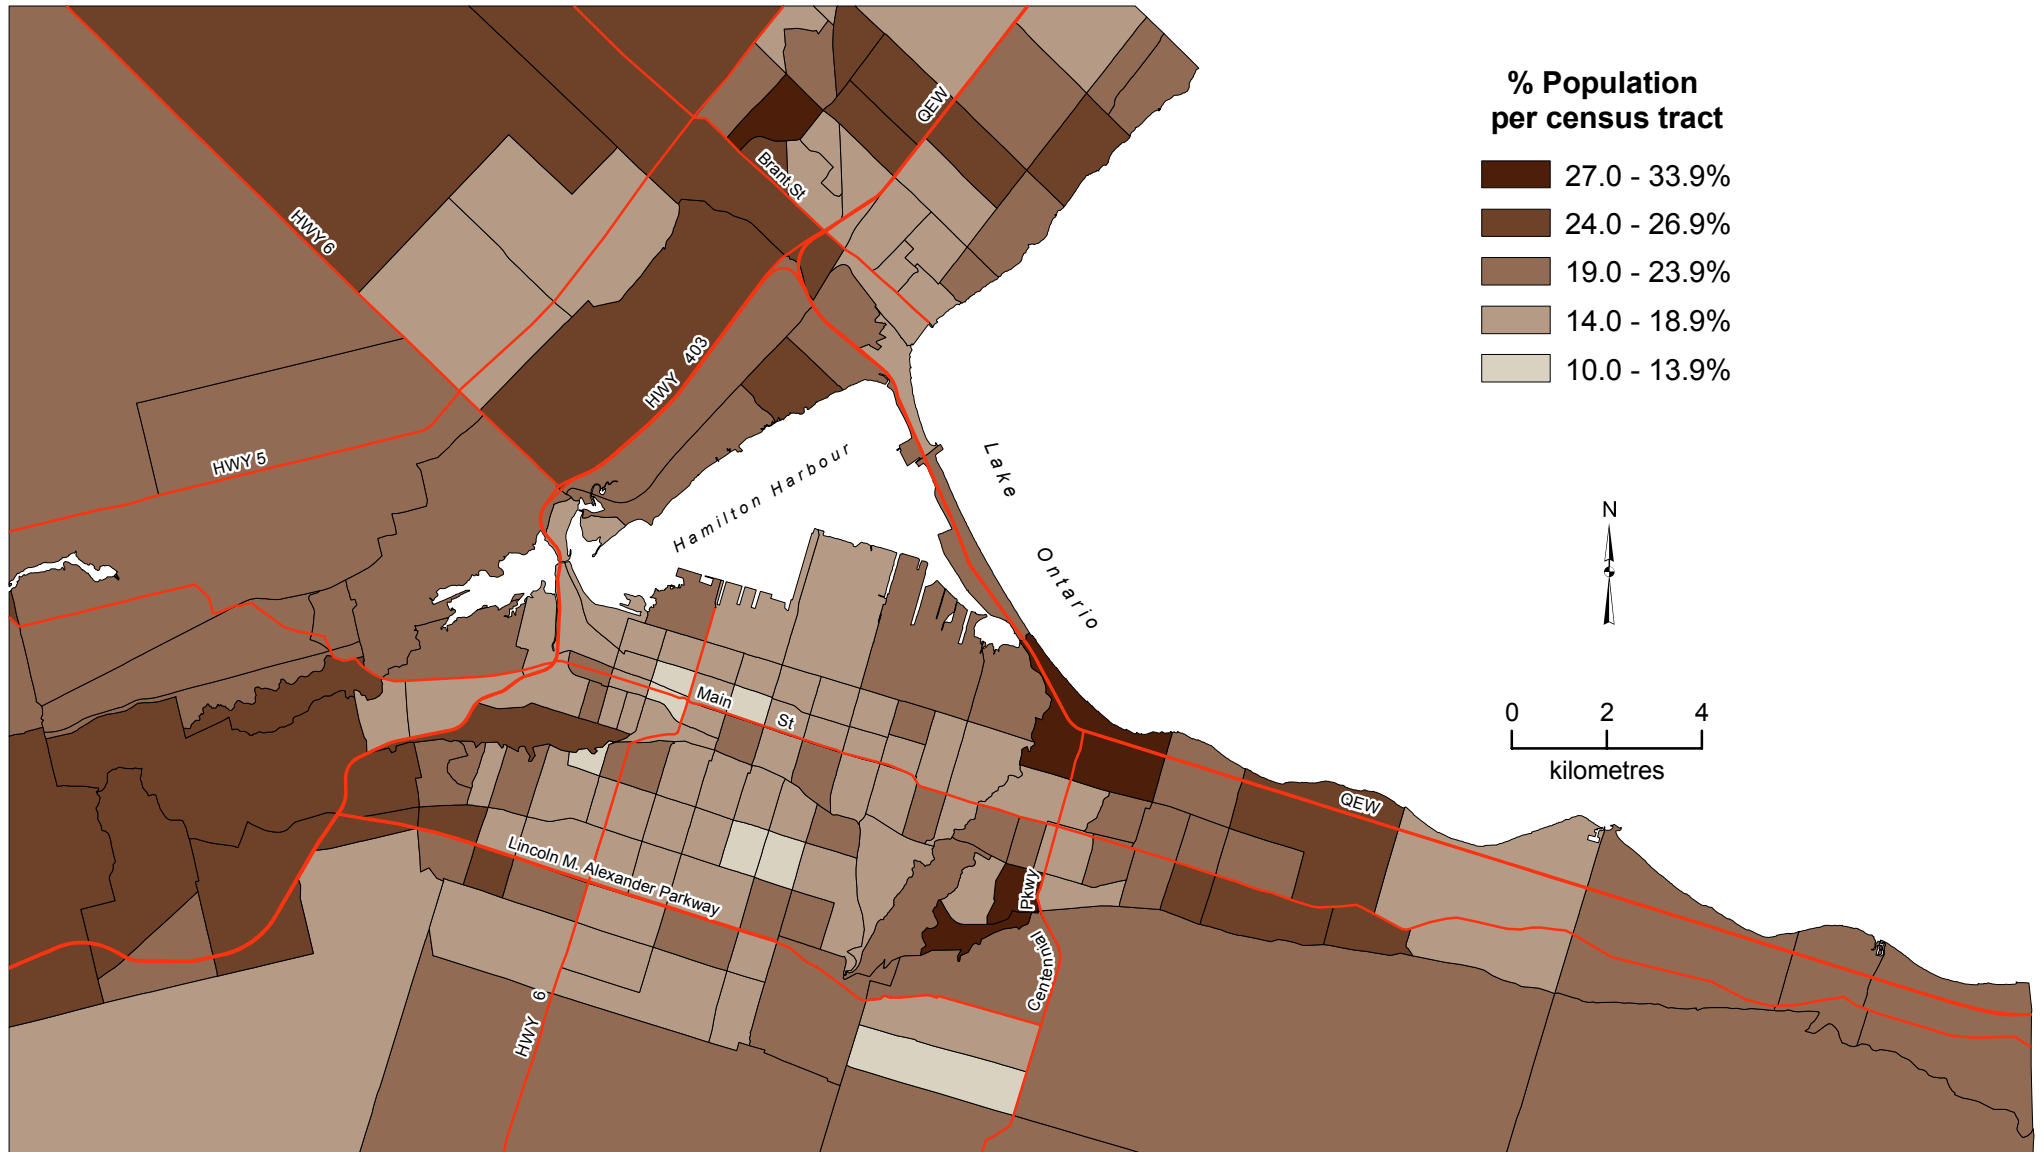 % Population
per census tract
27.0 - 33.9%
24.0 - 26.9%
19.0 - 23.9%
14.0 - 18.9%
10.0 - 13.9%
QEW
Brant St
HWY 6
HWY 403
HWY 5
Hamilton Harbour
Lake
Ontario
N
0 2 4
kilometres
Main St
QEW
Lincoln M. Alexander Parkway
Centennial Pkwy
HWY 6